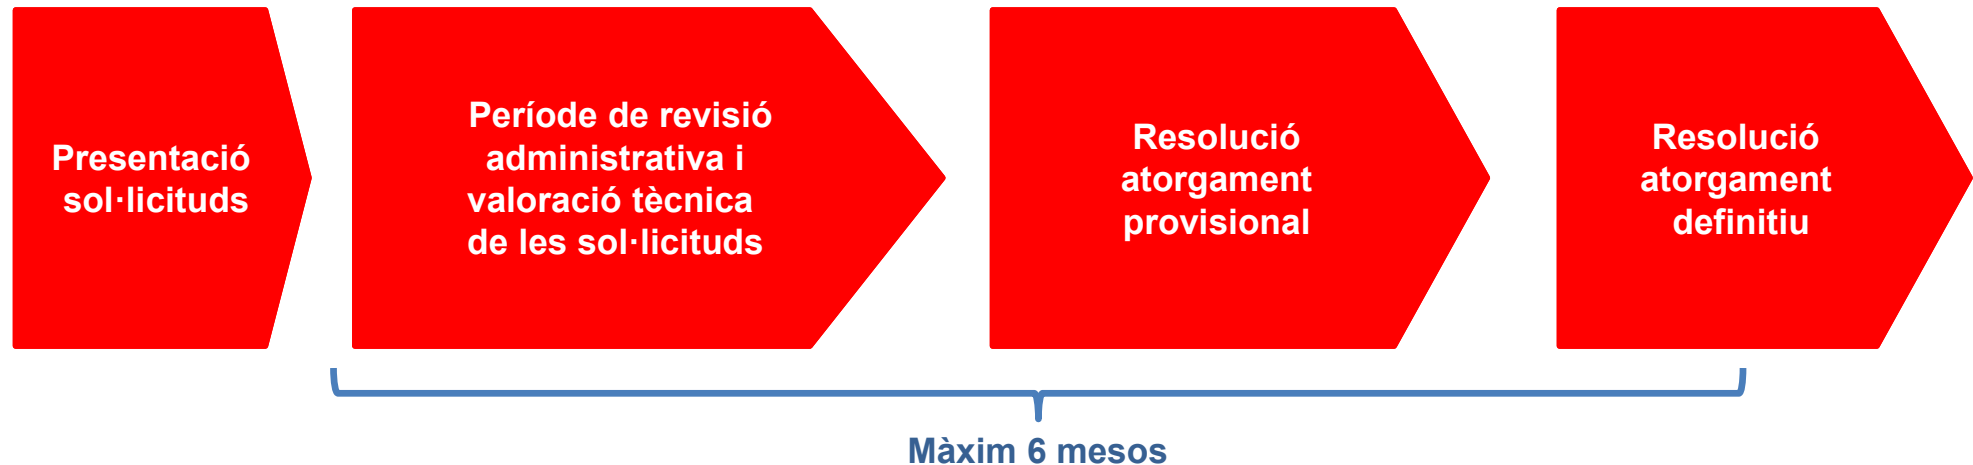 Presentació
sol·licituds
Període de revisió
administrativa i
valoració tècnica
de les sol·licituds
Resolució
atorgament
provisional
Resolució
atorgament
definitiu
Màxim 6 mesos